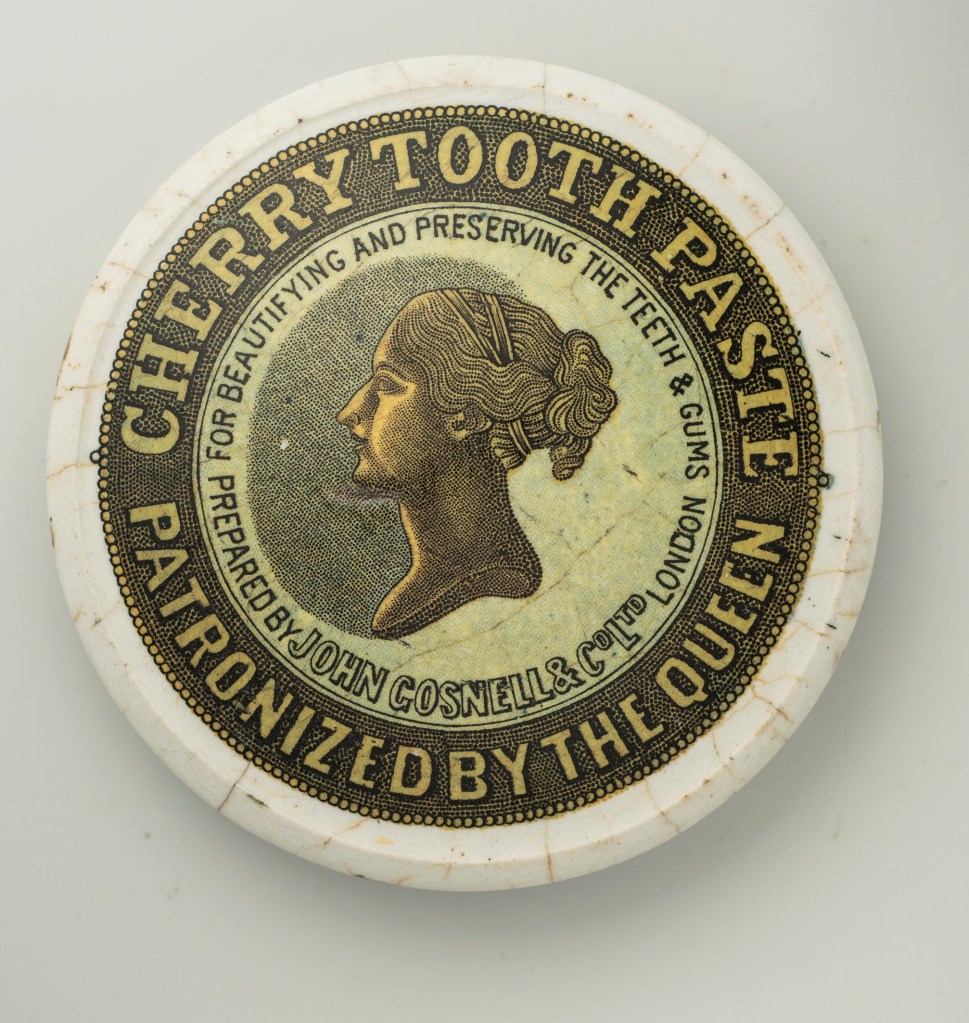 CHERRY TOOTH PASTE
PATRONIZED BY THE QUEEN
FOR BEAUTIFYING AND PRESERVING THE TEETH & GUMS
PREPARED BY JOHN GOSNELL & Co LTD LONDON